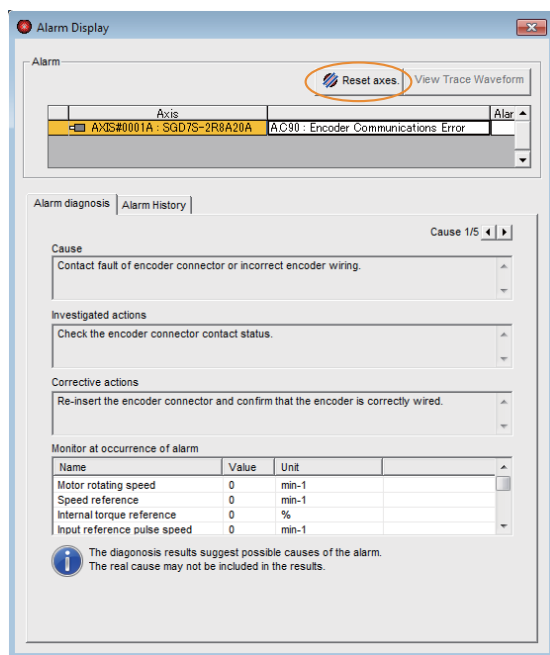 Alarm Display
Alarm
Reset axes. View Trace Waveform
Axis Alar
AXIS#0001A : SGD7S-2R8A20A A.C90 : Encoder Communications Error
Alarm diagnosis Alarm History
Cause 1/5
Cause
Contact fault of encoder connector or incorrect encoder wiring.
Investigated actions
Check the encoder connector contact status.
Corrective actions
Re-insert the encoder connector and confirm that the encoder is correctly wired.
Monitor at occurrence of alarm
Name Value Unit
Motor rotating speed 0 min-1
Speed reference 0 min-1
Internal torque reference 0 %
Input reference pulse speed 0 min-1
The diagonosis results suggest possible causes of the alarm.
The real cause may not be included in the results.